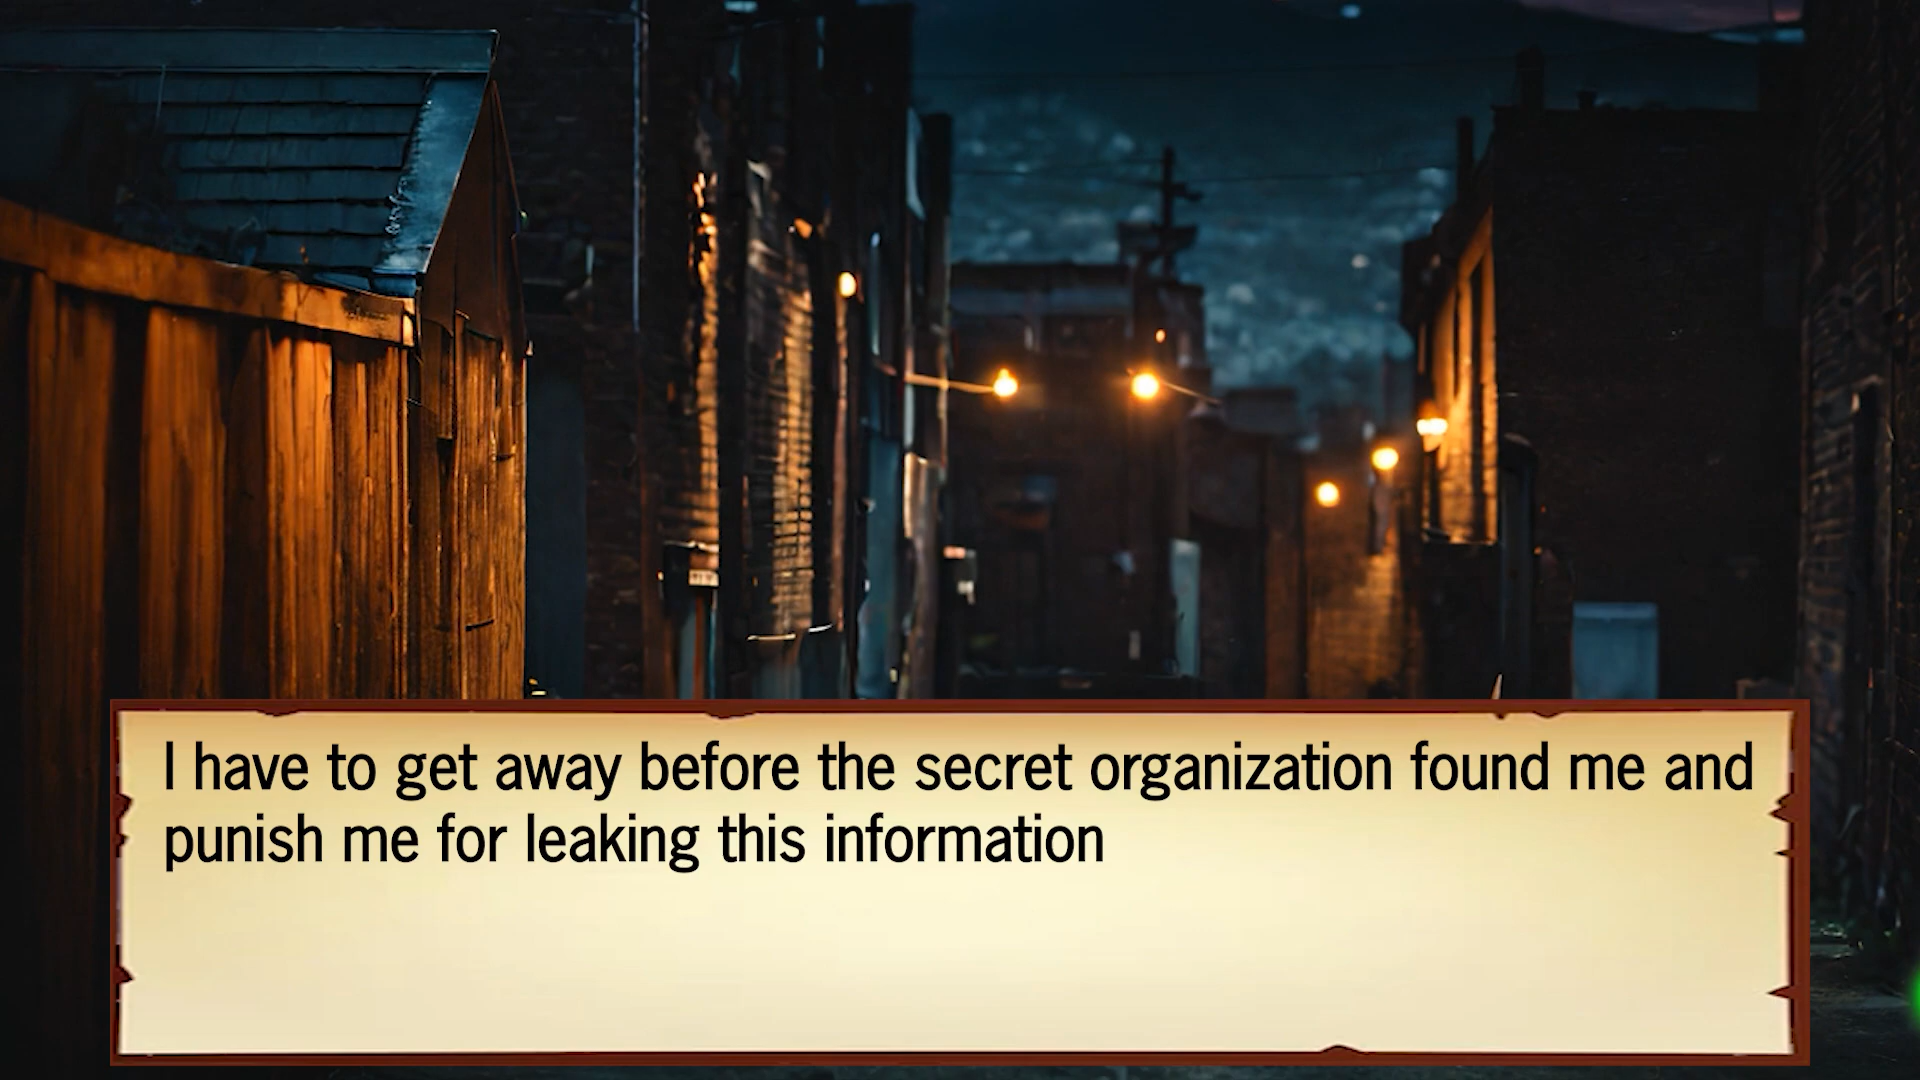 I have to get away before the secret organization found me and
punish me for leaking this information